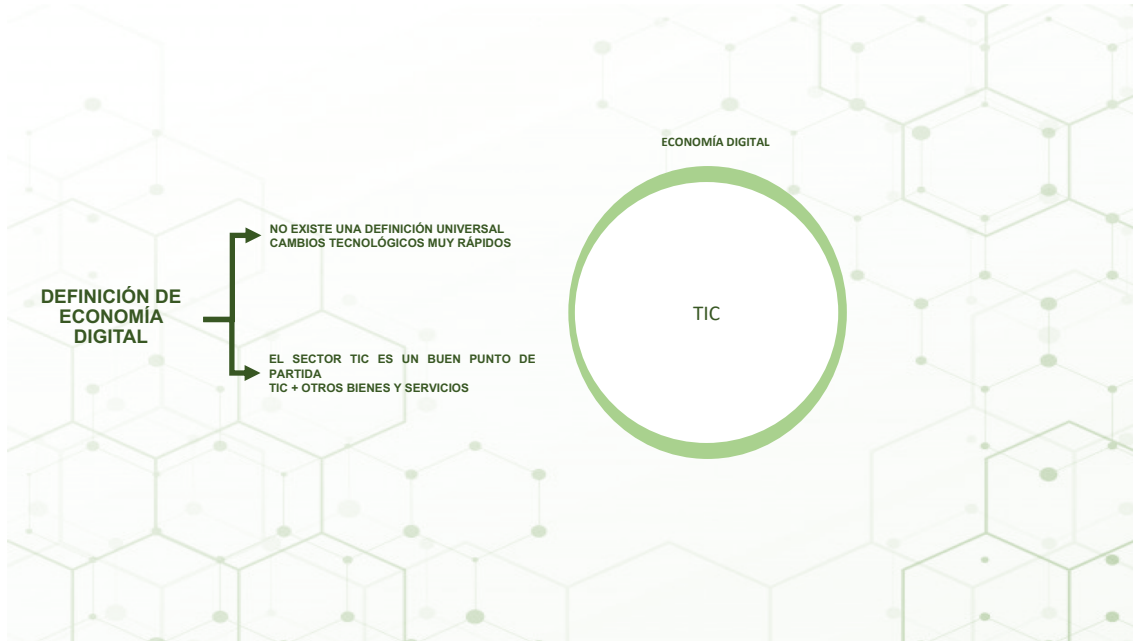 DEFINICIÓN DE
ECONOMÍA
DIGITAL
NO EXISTE UNA DEFINICIÓN UNIVERSAL
CAMBIOS TECNOLÓGICOS MUY RÁPIDOS
EL SECTOR TIC ES UN BUEN PUNTO DE
PARTIDA
TIC + OTROS BIENES Y SERVICIOS
ECONOMÍA DIGITAL
TIC